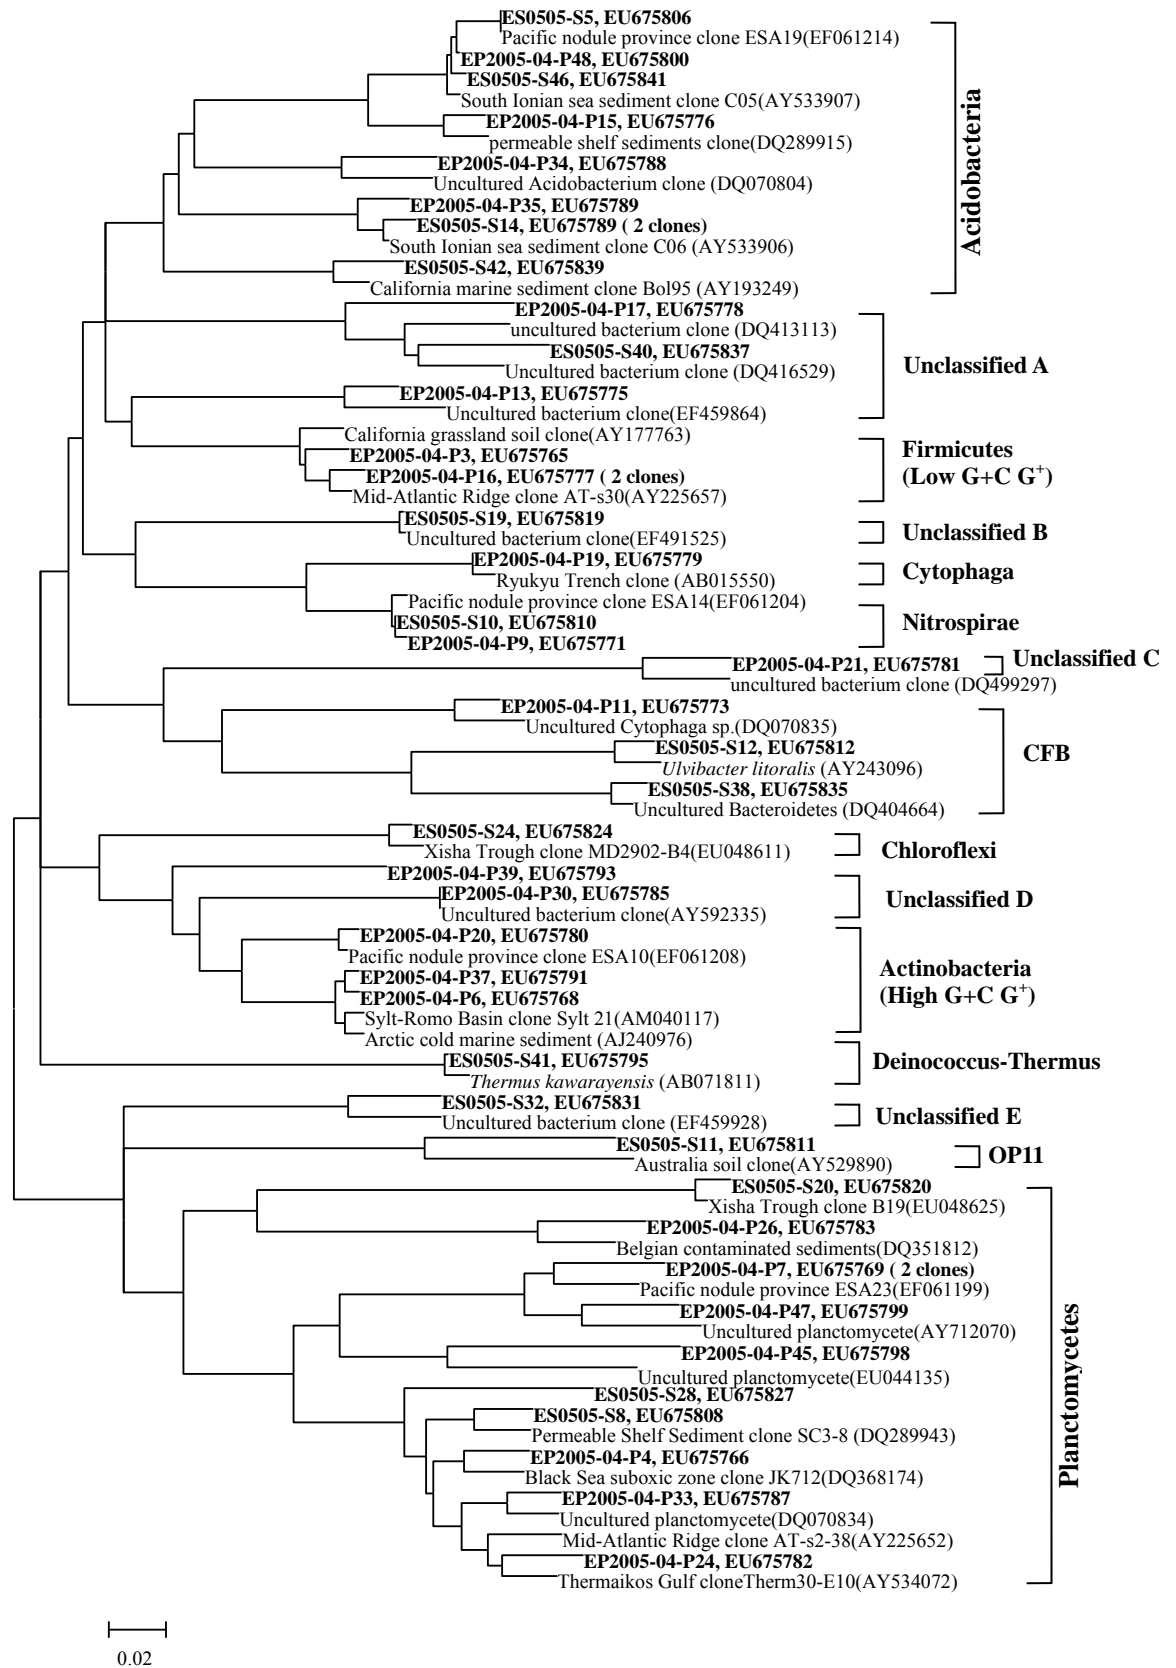 ES0505-S5, EU675806
Pacific nodule province clone ESA19(EF061214)
EP2005-04-P48, EU675800
ES0505-S46, EU675841
South Ionian sea sediment clone C05(AY533907)
EP2005-04-P15, EU675776
permeable shelf sediments clone(DQ289915)
EP2005-04-P34, EU675788
Uncultured Acidobacterium clone (DQ070804)
EP2005-04-P35, EU675789
ES0505-S14, EU675789 ( 2 clones)
South Ionian sea sediment clone C06 (AY533906)
ES0505-S42, EU675839
California marine sediment clone Bol95 (AY193249)
Acidobacteria
EP2005-04-P17, EU675778
uncultured bacterium clone (DQ413113)
ES0505-S40, EU675837
Uncultured bacterium clone (DQ416529)
EP2005-04-P13, EU675775
Uncultured bacterium clone(EF459864)
Unclassified A
California grassland soil clone(AY177763)
EP2005-04-P3, EU675765
EP2005-04-P16, EU675777 ( 2 clones)
Mid-Atlantic Ridge clone AT-s30(AY225657)
Firmicutes
(Low G+C G+)
ES0505-S19, EU675819
Uncultured bacterium clone(EF491525)
Unclassified B
EP2005-04-P19, EU675779
Ryukyu Trench clone (AB015550)
Cytophaga
Pacific nodule province clone ESA14(EF061204)
ES0505-S10, EU675810
EP2005-04-P9, EU675771
Nitrospirae
EP2005-04-P21, EU675781
uncultured bacterium clone (DQ499297)
Unclassified C
EP2005-04-P11, EU675773
Uncultured Cytophaga sp.(DQ070835)
ES0505-S12, EU675812
Ulvibacter litoralis (AY243096)
ES0505-S38, EU675835
Uncultured Bacteroidetes (DQ404664)
CFB
ES0505-S24, EU675824
Xisha Trough clone MD2902-B4(EU048611)
Chloroflexi
EP2005-04-P39, EU675793
EP2005-04-P30, EU675785
Uncultured bacterium clone(AY592335)
Unclassified D
EP2005-04-P20, EU675780
Pacific nodule province clone ESA10(EF061208)
EP2005-04-P37, EU675791
EP2005-04-P6, EU675768
Sylt-Romo Basin clone Sylt 21(AM040117)
Arctic cold marine sediment (AJ240976)
Actinobacteria
(High G+C G+)
ES0505-S41, EU675795
Thermus kawarayensis (AB071811)
Deinococcus-Thermus
ES0505-S32, EU675831
Uncultured bacterium clone (EF459928)
Unclassified E
ES0505-S11, EU675811
Australia soil clone(AY529890)
OP11
ES0505-S20, EU675820
Xisha Trough clone B19(EU048625)
EP2005-04-P26, EU675783
Belgian contaminated sediments(DQ351812)
EP2005-04-P7, EU675769 ( 2 clones)
Pacific nodule province ESA23(EF061199)
EP2005-04-P47, EU675799
Uncultured planctomycete(AY712070)
EP2005-04-P45, EU675798
Uncultured planctomycete(EU044135)
ES0505-S28, EU675827
ES0505-S8, EU675808
Permeable Shelf Sediment clone SC3-8 (DQ289943)
EP2005-04-P4, EU675766
Black Sea suboxic zone clone JK712(DQ368174)
EP2005-04-P33, EU675787
Uncultured planctomycete(DQ070834)
Mid-Atlantic Ridge clone AT-s2-38(AY225652)
EP2005-04-P24, EU675782
Thermaikos Gulf cloneTherm30-E10(AY534072)
Planctomycetes
0.02